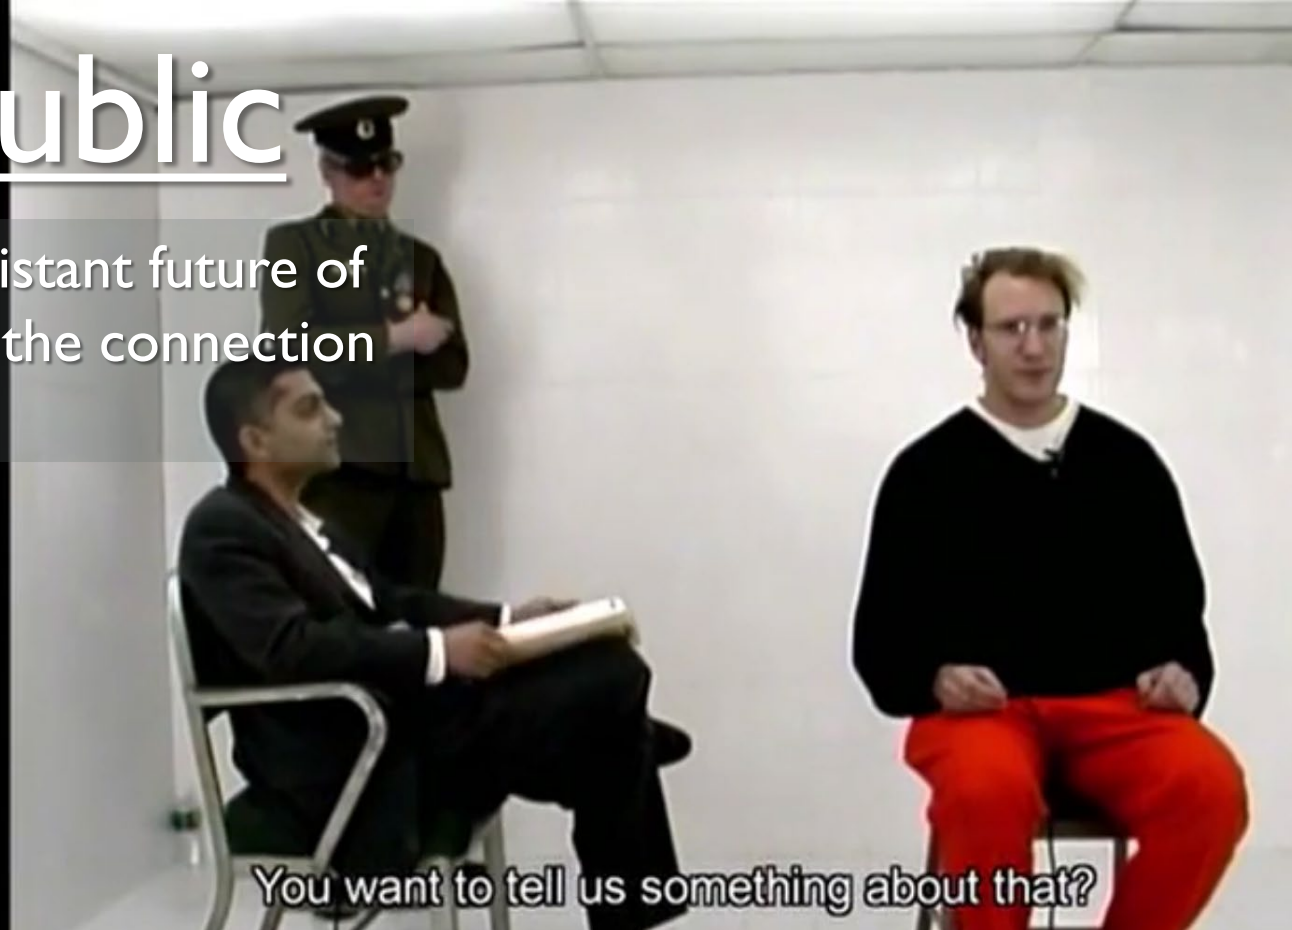 ublic
istant future of
the connection
You want to tell us something about that?